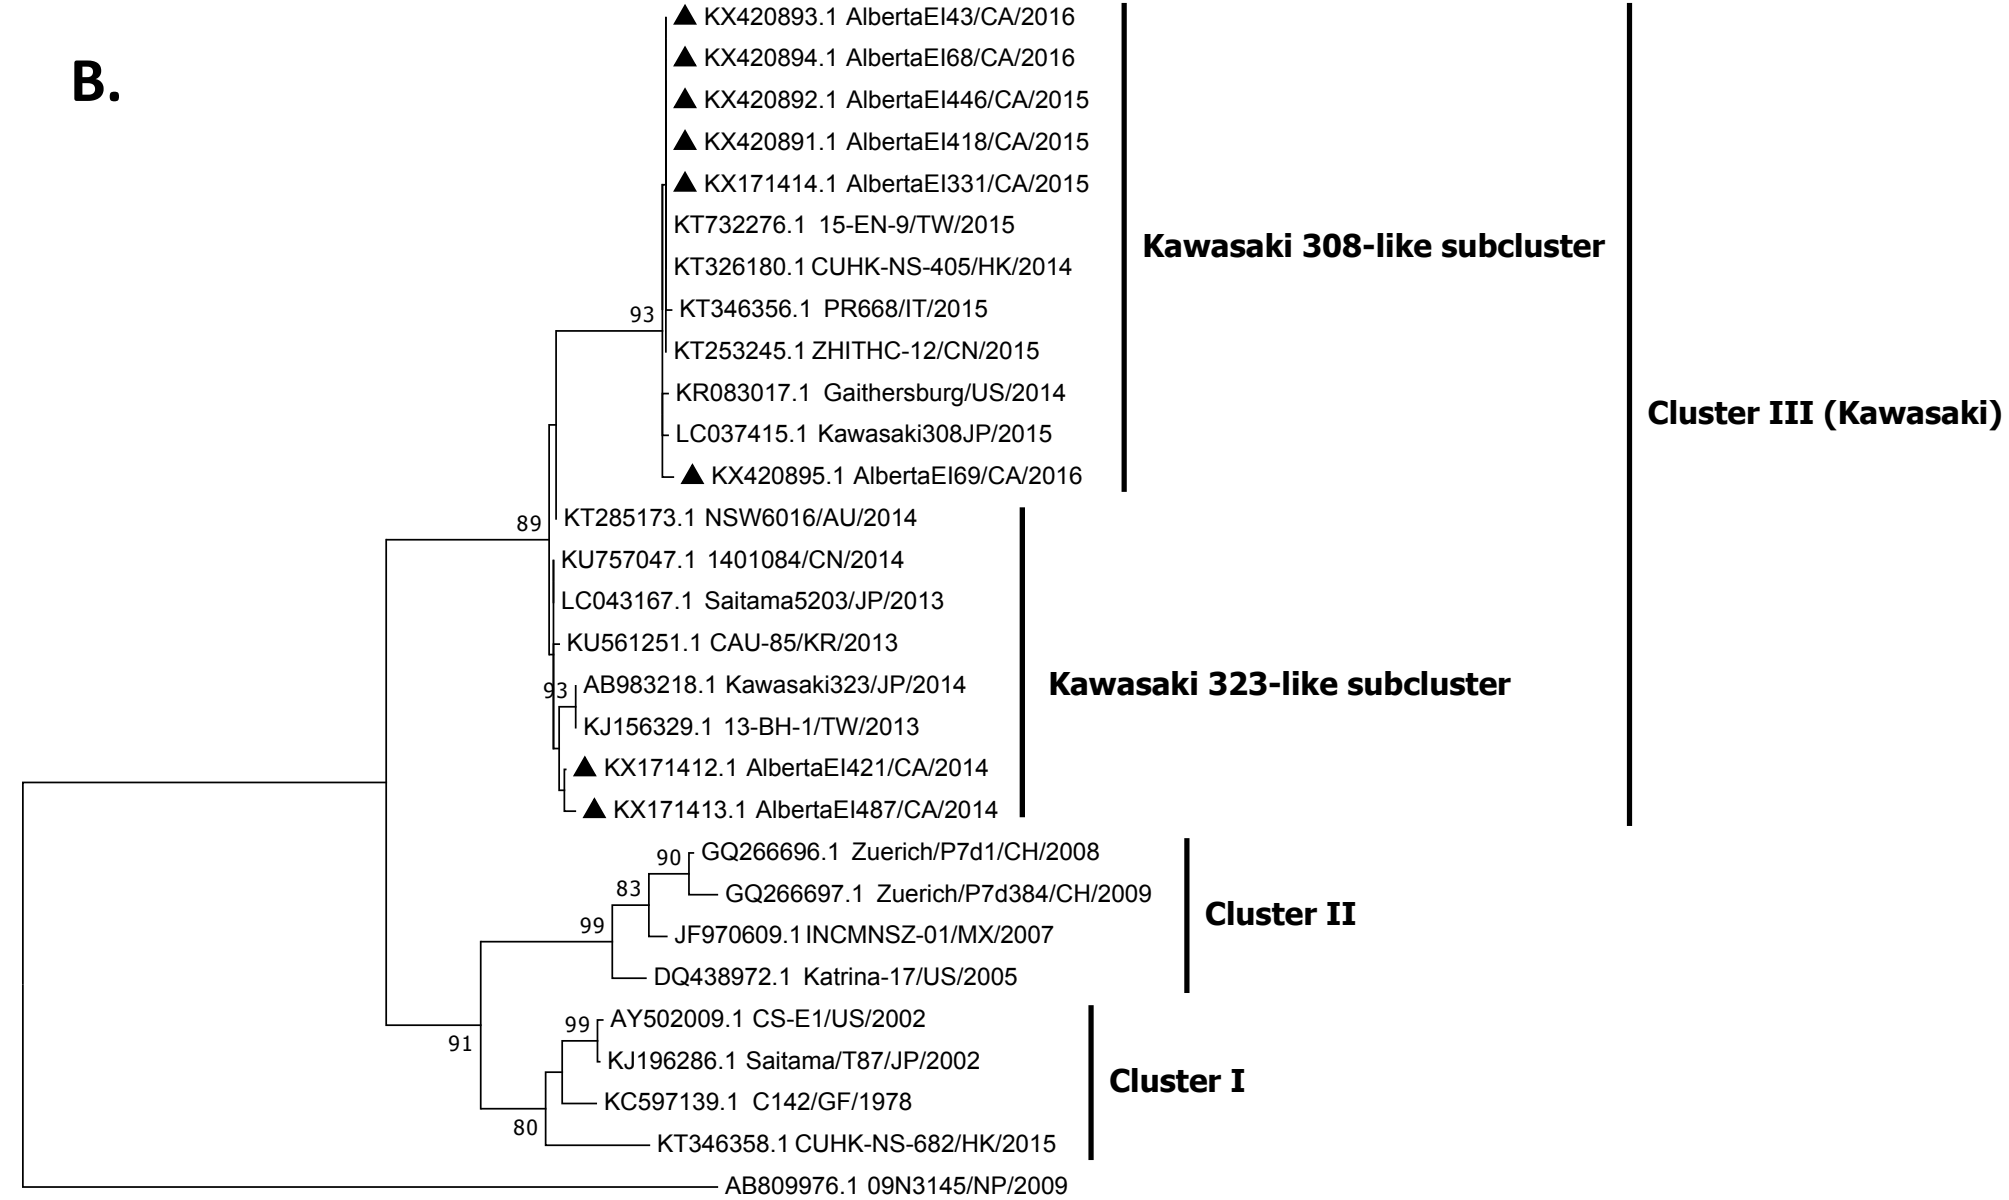 B.
KX420893.1 AlbertaEI43/CA/2016
KX420894.1 AlbertaEI68/CA/2016
KX420892.1 AlbertaEI446/CA/2015
KX420891.1 AlbertaEI418/CA/2015
KX171414.1 AlbertaEI331/CA/2015
KT732276.1 15-EN-9/TW/2015
Kawasaki 308-like subcluster
KT326180.1 CUHK-NS-405/HK/2014
KT346356.1 PR668/IT/2015
93
KT253245.1 ZHITHC-12/CN/2015
KR083017.1 Gaithersburg/US/2014
Cluster III (Kawasaki)
LC037415.1 Kawasaki308JP/2015
KX420895.1 AlbertaEI69/CA/2016
KT285173.1 NSW6016/AU/2014
89
KU757047.1 1401084/CN/2014
LC043167.1 Saitama5203/JP/2013
KU561251.1 CAU-85/KR/2013
93
AB983218.1 Kawasaki323/JP/2014
Kawasaki 323-like subcluster
KJ156329.1 13-BH-1/TW/2013
KX171412.1 AlbertaEI421/CA/2014
KX171413.1 AlbertaEI487/CA/2014
90
GQ266696.1 Zuerich/P7d1/CH/2008
83
GQ266697.1 Zuerich/P7d384/CH/2009
Cluster II
99
JF970609.1 INCMNSZ-01/MX/2007
DQ438972.1 Katrina-17/US/2005
99
AY502009.1 CS-E1/US/2002
91
KJ196286.1 Saitama/T87/JP/2002
Cluster I
KC597139.1 C142/GF/1978
80
KT346358.1 CUHK-NS-682/HK/2015
AB809976.1 09N3145/NP/2009